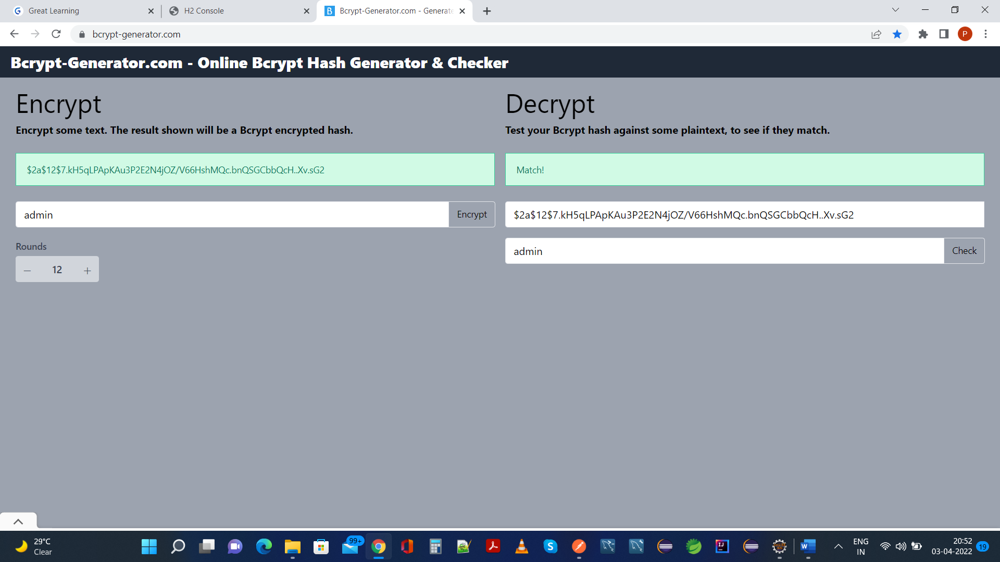 Great Learning
H2 Console
Bcrypt-Generator.com - Generate
bcrypt-generator.com
P
Bcrypt-Generator.com - Online Bcrypt Hash Generator & Checker
Encrypt
Encrypt some text. The result shown will be a Bcrypt encrypted hash.
$2a$12$7.kH5qLPApKAu3P2E2N4jOZ/V66HshMQc.bnQSGCbbQcH..Xv.sG2
admin
Encrypt
Rounds
12
Decrypt
Test your Bcrypt hash against some plaintext, to see if they match.
Match!
$2a$12$7.kH5qLPApKAu3P2E2N4jOZ/V66HshMQc.bnQSGCbbQcH..Xv.sG2
admin
Check
29°C
Clear
99+
ENG
IN
20:52
03-04-2022
19